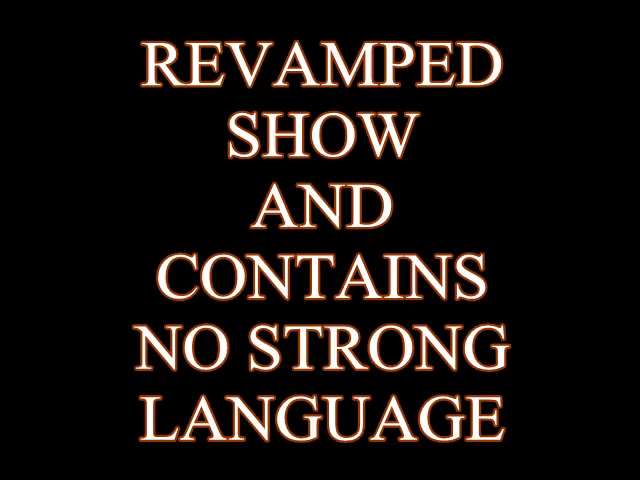 REVAMPED
SHOW
AND
CONTAINS
NO STRONG
LANGUAGE